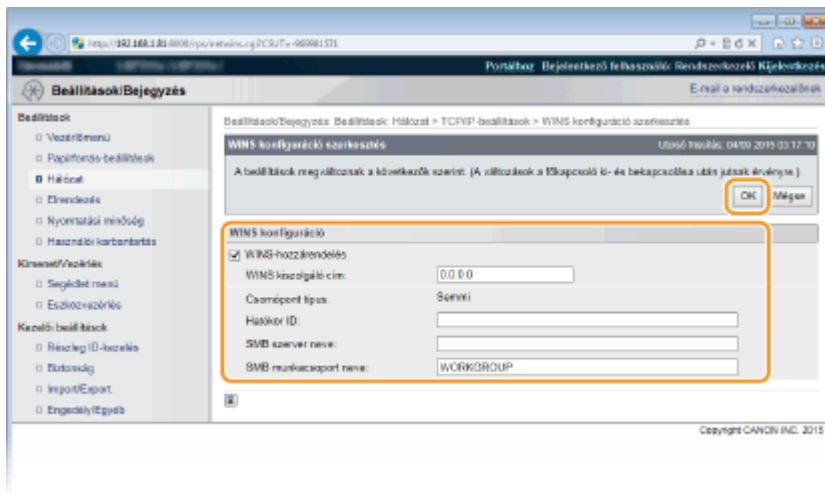 http://192.168.1.81:8000/rps/netwins.cgi?CSUT=-969981571
Portálhoz Bejelentkező felhasználó: Rendszerkezelő Kijelentkezés
Beállítások/Bejegyzés
E-mail a rendszerkezelőnek
Beállítások
Vezérlőmenü
Papírforrás-beállítások
Hálózat
Elrendezés
Nyomtatási minőség
Használói karbantartás
Kimenet/Vezérlés
Segédlet menü
Eszközvezérlés
Kezelői beállítások
Részleg ID-kezelés
Biztonság
Import/Export
Engedély/Egyéb
Beállítások/Bejegyzés: Beállítások: Hálózat > TCP/IP-beállítások > WINS konfiguráció szerkesztés
WINS konfiguráció szerkesztés
Utolsó frissítés: 04/09 2015 03:17:10
A beállítások megváltoznak a következők szerint. (A változások a főkapcsoló ki- és bekapcsolása után jutnak érvényre.)
OK Mégse
WINS konfiguráció
WINS-hozzárendelés
WINS kiszolgáló cím: 0.0.0.0
Csomópont típus: Semmi
Hatókör ID:
SMB szerver neve:
SMB munkacsoport neve: WORKGROUP
Copyright CANON INC. 2015